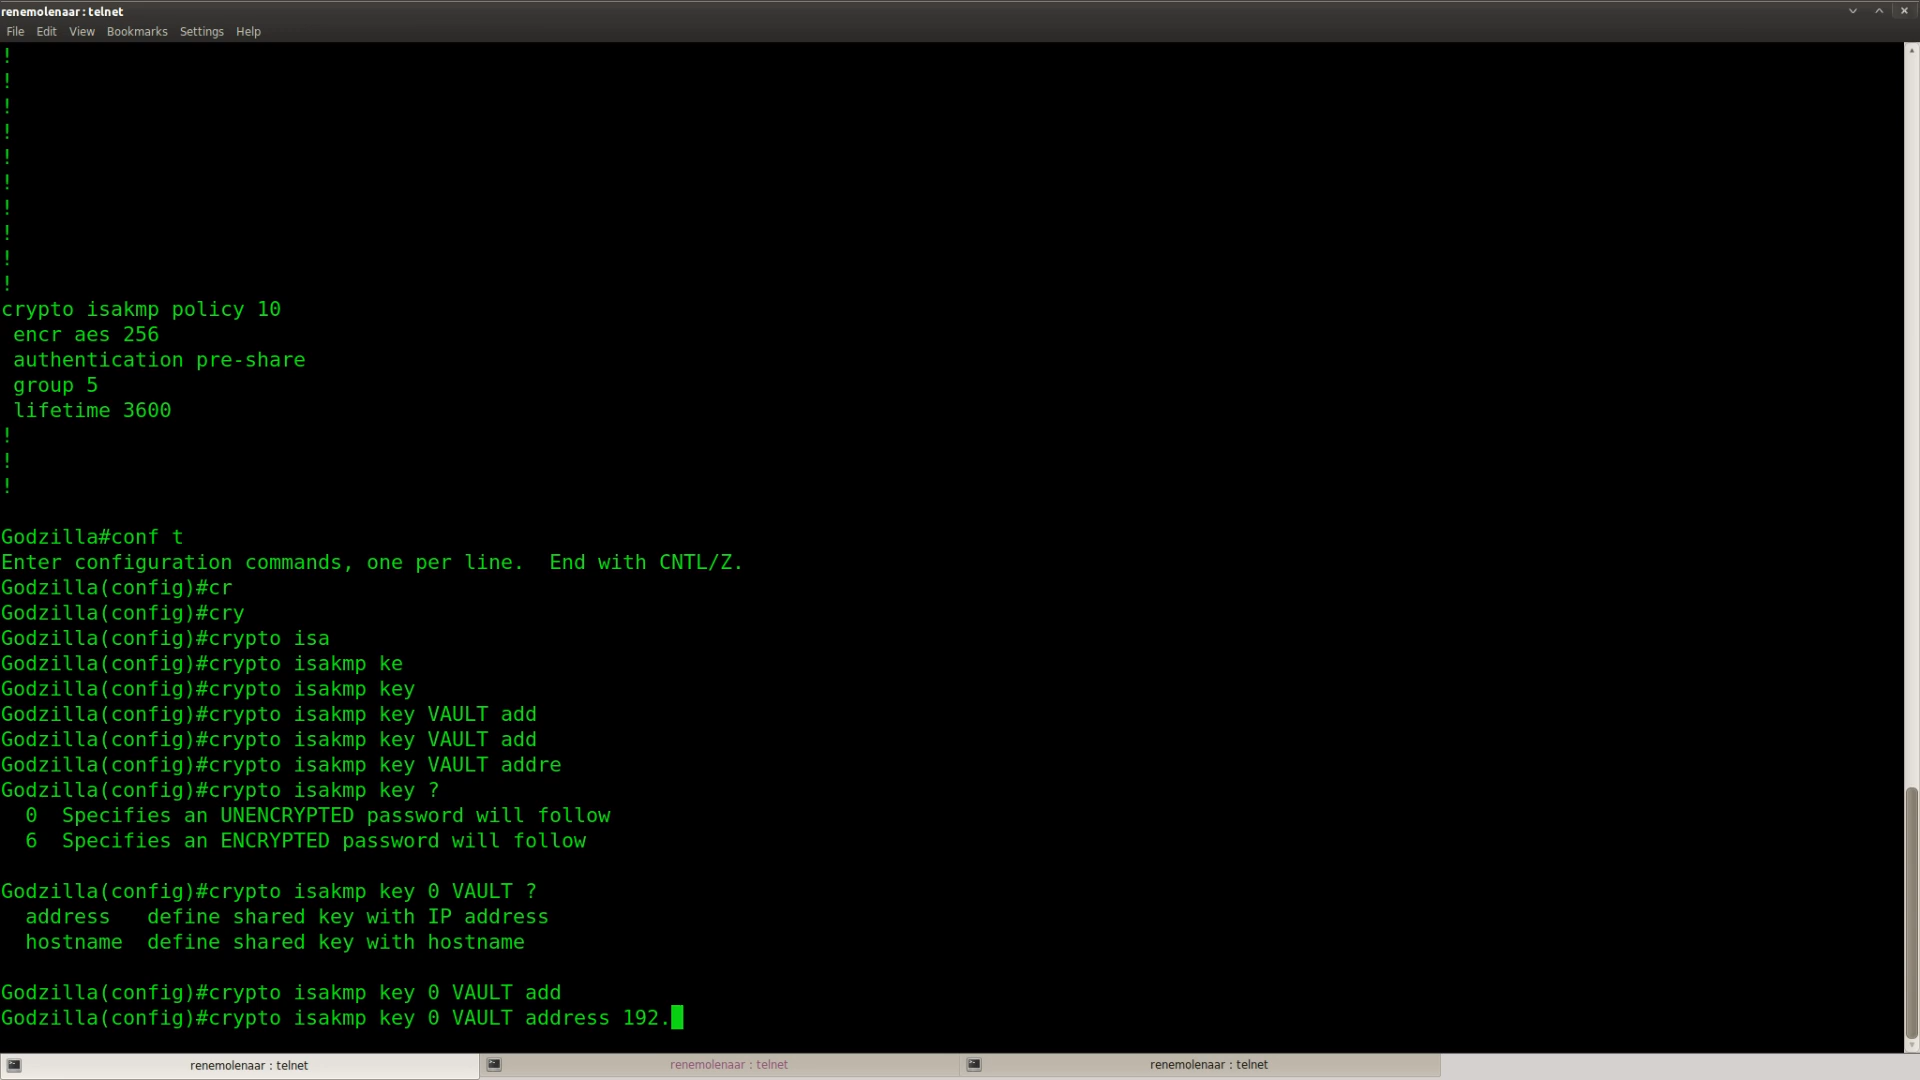 renemolenaar : telnet
File Edit View Bookmarks Settings Help
!
!
!
!
!
!
!
!
!
!
crypto isakmp policy 10
 encr aes 256
 authentication pre-share
 group 5
 lifetime 3600
!
!
!
Godzilla#conf t
Enter configuration commands, one per line.  End with CNTL/Z.
Godzilla(config)#cr
Godzilla(config)#cry
Godzilla(config)#crypto isa
Godzilla(config)#crypto isakmp ke
Godzilla(config)#crypto isakmp key
Godzilla(config)#crypto isakmp key VAULT add
Godzilla(config)#crypto isakmp key VAULT add
Godzilla(config)#crypto isakmp key VAULT addre
Godzilla(config)#crypto isakmp key ?
  0  Specifies an UNENCRYPTED password will follow
  6  Specifies an ENCRYPTED password will follow
Godzilla(config)#crypto isakmp key 0 VAULT ?
  address   define shared key with IP address
  hostname  define shared key with hostname
Godzilla(config)#crypto isakmp key 0 VAULT add
Godzilla(config)#crypto isakmp key 0 VAULT address 192.
renemolenaar : telnet renemolenaar : telnet renemolenaar : telnet